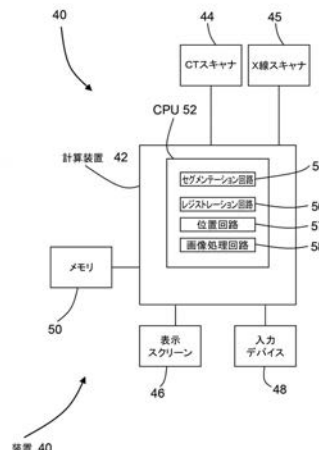 40
44
45
CTスキャナ
X線スキャナ
CPU 52
計算装置 42
セグメンテーション回路
レジストレーション回路
位置回路
57
画像処理回路
58
メモリ
50
表示
スクリーン
46
入力
デバイス
48
装置 40